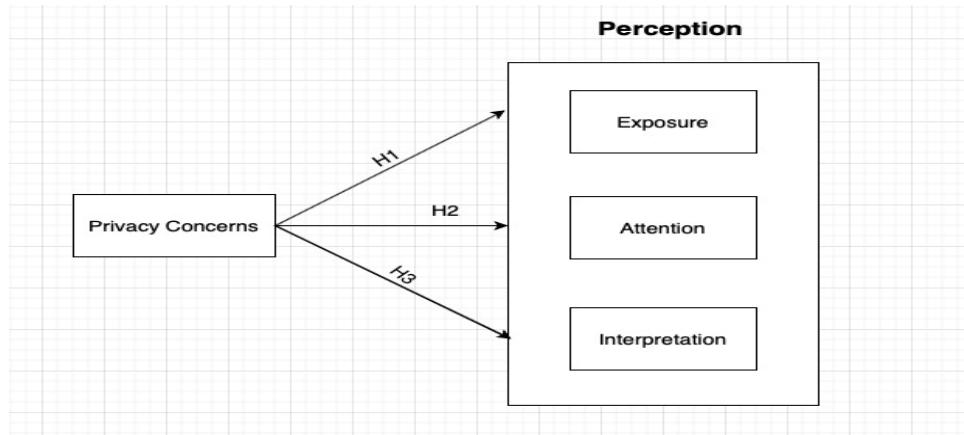 Perception
Exposure
H1
H2
Privacy Concerns
Attention
H3
Interpretation